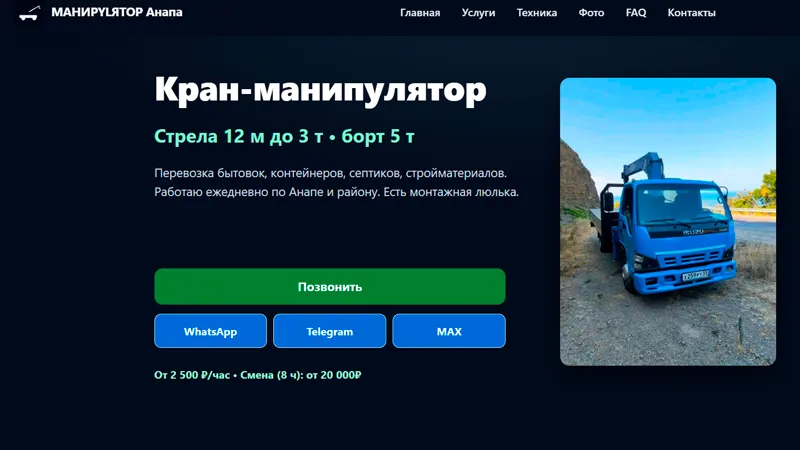 МАНИРУLЯТОР Анапа
Главная Услуги Техника Фото FAQ Контакты
Кран-манипулятор
Стрела 12 м до 3 т • борт 5 т
Перевозка бытовок, контейнеров, септиков, стройматериалов.
Работаю ежедневно по Анапе и району. Есть монтажная люлька.
Позвонить
WhatsApp Telegram MAX
От 2 500 ₽/час • Смена (8 ч): от 20 000₽
ISUZU